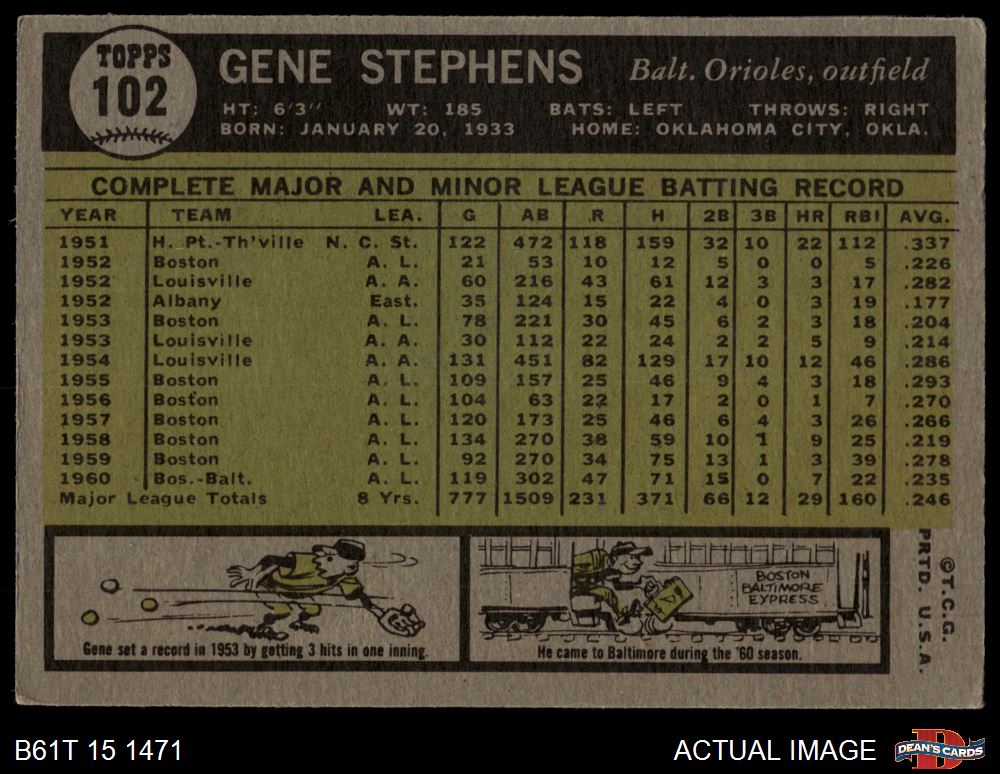 TOPPS
102
GENE STEPHENS Balt. Orioles, outfield
HT: 6'3" WT: 185 BATS: LEFT THROWS: RIGHT
BORN: JANUARY 20, 1933 HOME: OKLAHOMA CITY, OKLA.
COMPLETE MAJOR AND MINOR LEAGUE BATTING RECORD
YEAR TEAM LEA. G AB R H 2B 3B HR RBI AVG.
1951 H. Pt.-Th'ville N. C. St. 122 472 118 159 32 10 22 112 .337
1952 Boston A. L. 21 53 10 12 5 0 0 5 .226
1952 Louisville A. A. 60 216 43 61 12 3 3 17 .282
1952 Albany East. 35 124 15 22 4 0 3 19 .177
1953 Boston A. L. 78 221 30 45 6 2 3 18 .204
1953 Louisville A. A. 30 112 22 24 2 2 5 9 .214
1954 Louisville A. A. 131 451 82 129 17 10 12 46 .286
1955 Boston A. L. 109 157 25 46 9 4 3 18 .293
1956 Boston A. L. 104 63 22 17 2 0 1 7 .270
1957 Boston A. L. 120 173 25 46 6 4 3 26 .266
1958 Boston A. L. 134 270 38 59 10 1 9 25 .219
1959 Boston A. L. 92 270 34 75 13 1 3 39 .278
1960 Bos.-Balt. A. L. 119 302 47 71 15 0 7 22 .235
Major League Totals 8 Yrs. 777 1509 231 371 66 12 29 160 .246
BOSTON
BALTIMORE
EXPRESS
Gene set a record in 1953 by getting 3 hits in one inning.
He came to Baltimore during the '60 season.
©T.C.G.
PRTD. U.S.A.
B61T 15 1471 ACTUAL IMAGE
DEAN'S CARDS